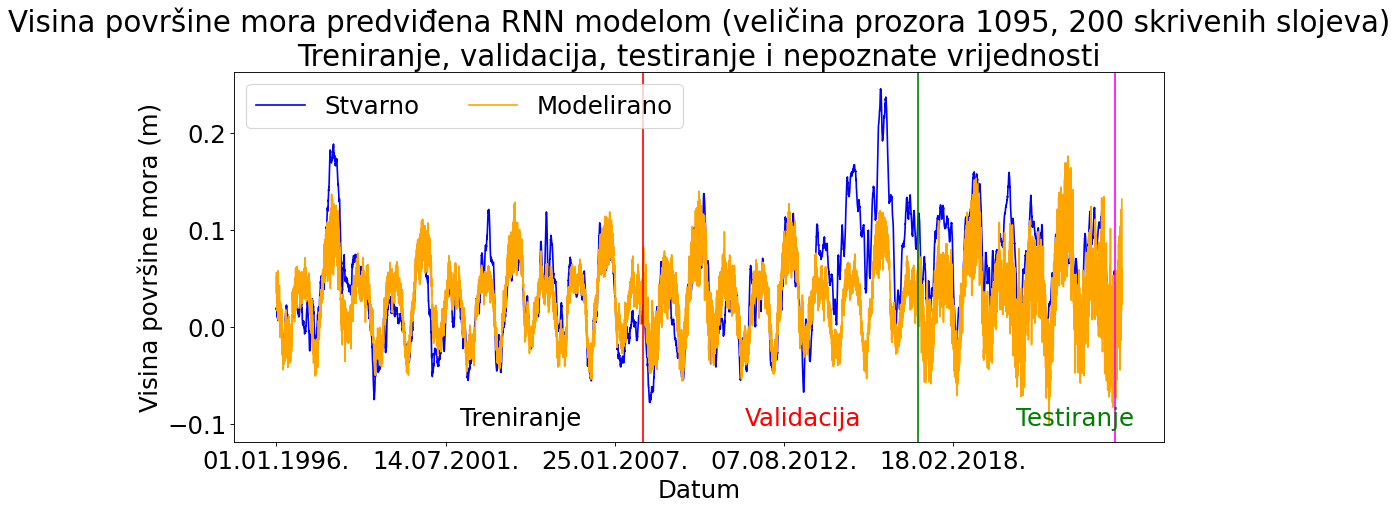 Visina površine mora predviđena RNN modelom (veličina prozora 1095, 200 skrivenih slojeva)
Treniranje, validacija, testiranje i nepoznate vrijednosti
Stvarno
Modelirano
Visina površine mora (m)
0.2
0.1
0.0
−0.1
Treniranje
Validacija
Testiranje
01.01.1996.
14.07.2001.
25.01.2007.
07.08.2012.
18.02.2018.
Datum